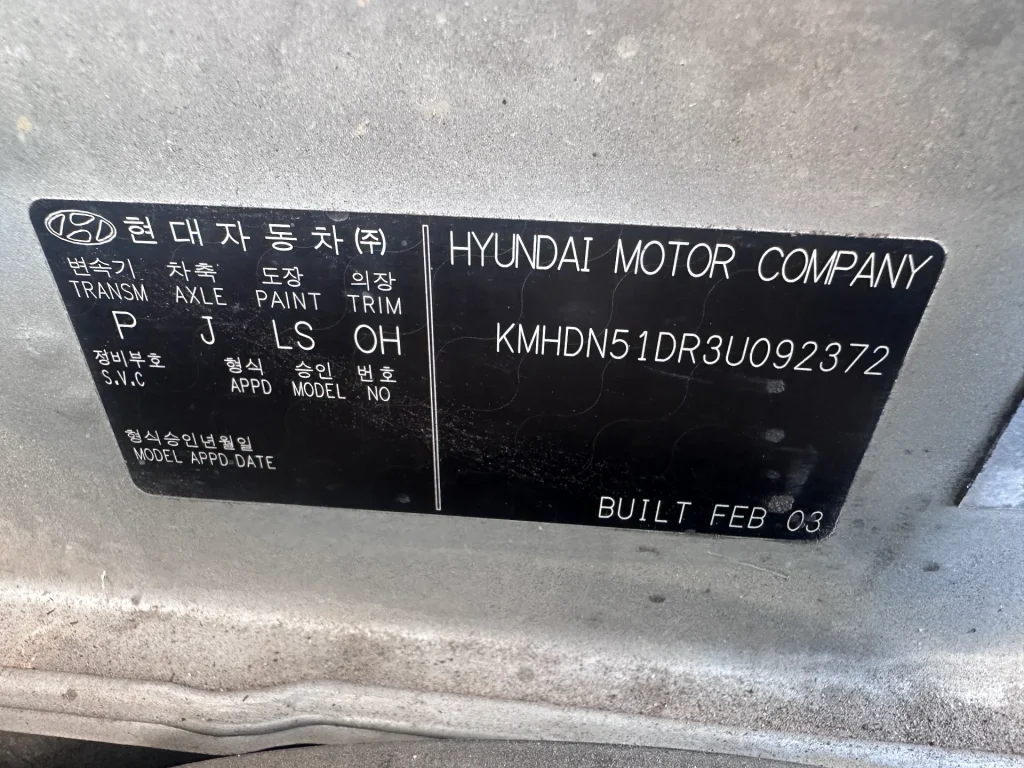 현대자동차㈜
변속기 차축 도장 의장
TRANSM AXLE PAINT TRIM
P J LS OH
정비부호 형식 승인 번호
S.V.C APPD MODEL NO
형식승인년월일
MODEL APPD DATE
HYUNDAI MOTOR COMPANY
KMHDN51DR3U092372
BUILT FEB 03